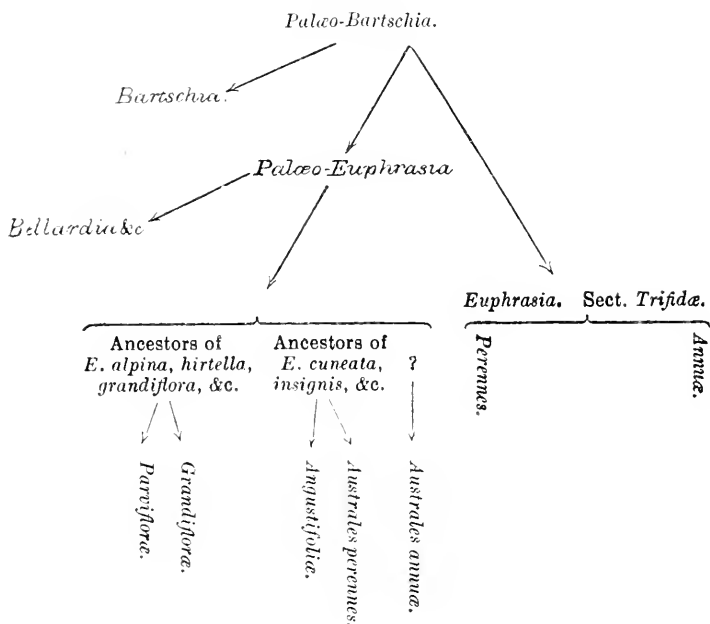 Palæo-Bartschia.
Bartschia.
Palæo-Euphrasia
Bellardia &c
Euphrasia. Sect. Trifidæ.
Perennes.
Annuæ.
Ancestors of
E. alpina, hirtella,
grandiflora, &c.
Ancestors of
E. cuneata,
insignis, &c.
?
Parvifloræ.
Grandifloræ.
Angustifoliæ.
Australes perennes.
Australes annuæ.